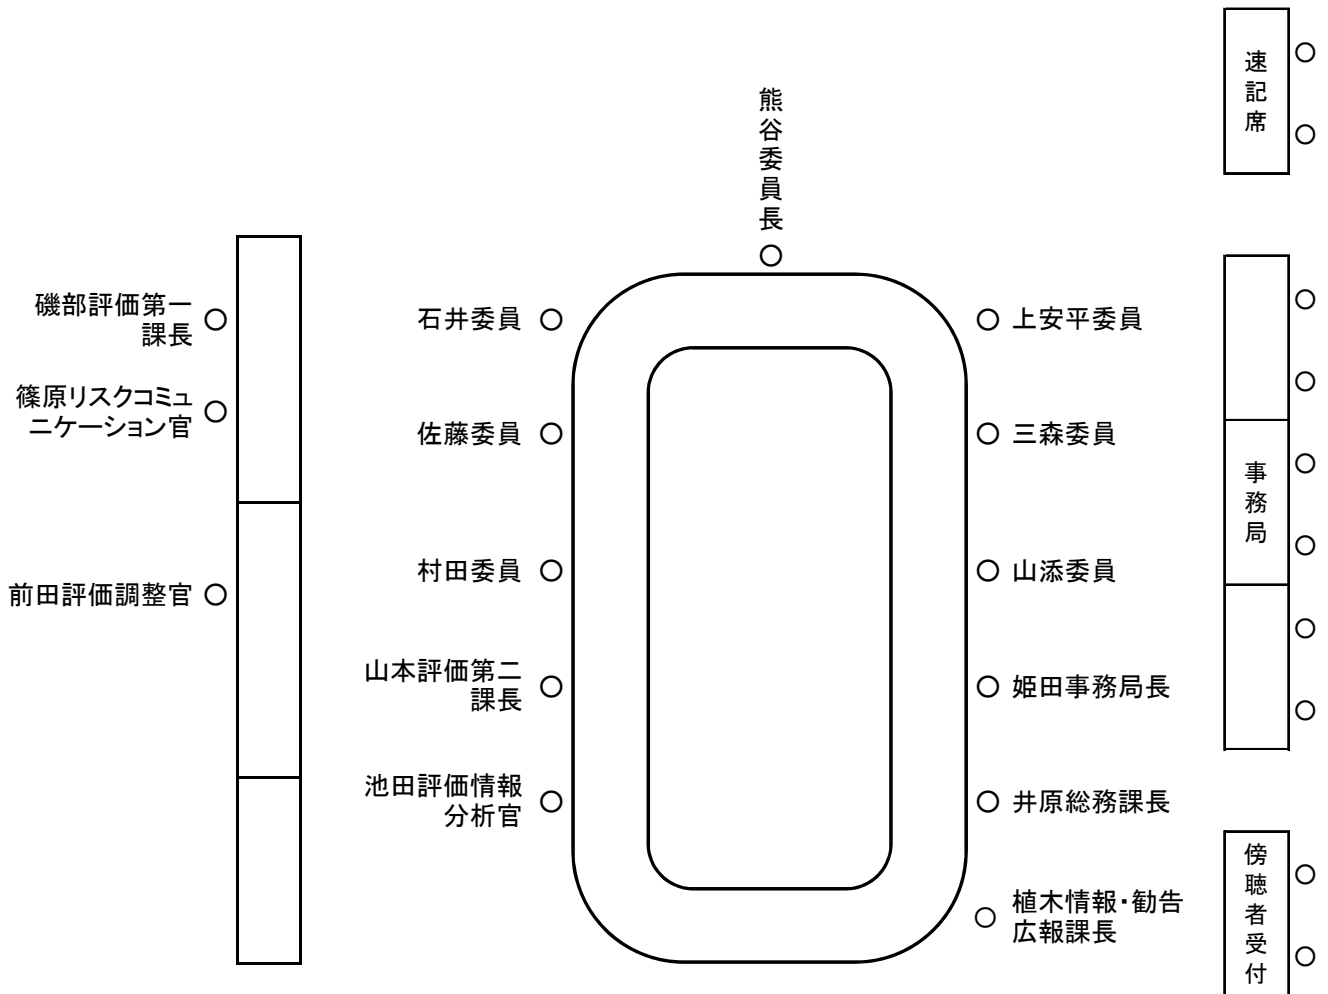 速記席
熊谷委員長
磯部評価第一
課長
篠原リスクコミュ
ニケーション官
前田評価調整官
石井委員
佐藤委員
村田委員
山本評価第二
課長
池田評価情報
分析官
上安平委員
三森委員
山添委員
姫田事務局長
井原総務課長
植木情報・勧告
広報課長
事務局
傍聴者受付